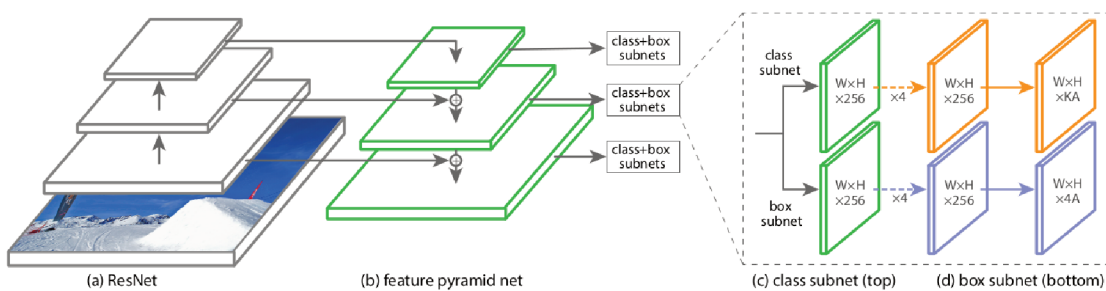 class+box
subnets
class+box
subnets
class+box
subnets
class
subnet
W×H
×256
×4
W×H
×256
W×H
×KA
box
subnet
W×H
×256
×4
W×H
×256
W×H
×4A
(a) ResNet
(b) feature pyramid net
(c) class subnet (top)
(d) box subnet (bottom)